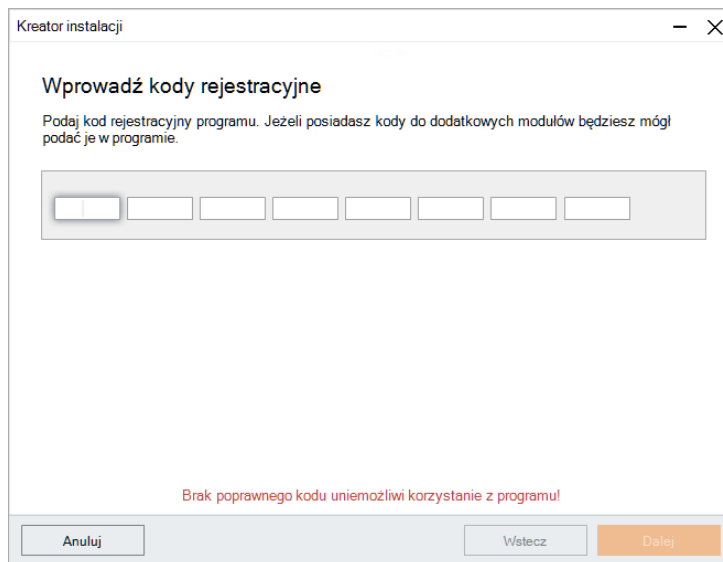 Kreator instalacji
Wprowadź kody rejestracyjne
Podaj kod rejestracyjny programu. Jeżeli posiadasz kody do dodatkowych modułów będziesz mógł
podać je w programie.
Brak poprawnego kodu uniemożliwi korzystanie z programu!
Anuluj
Wstecz
Dalej